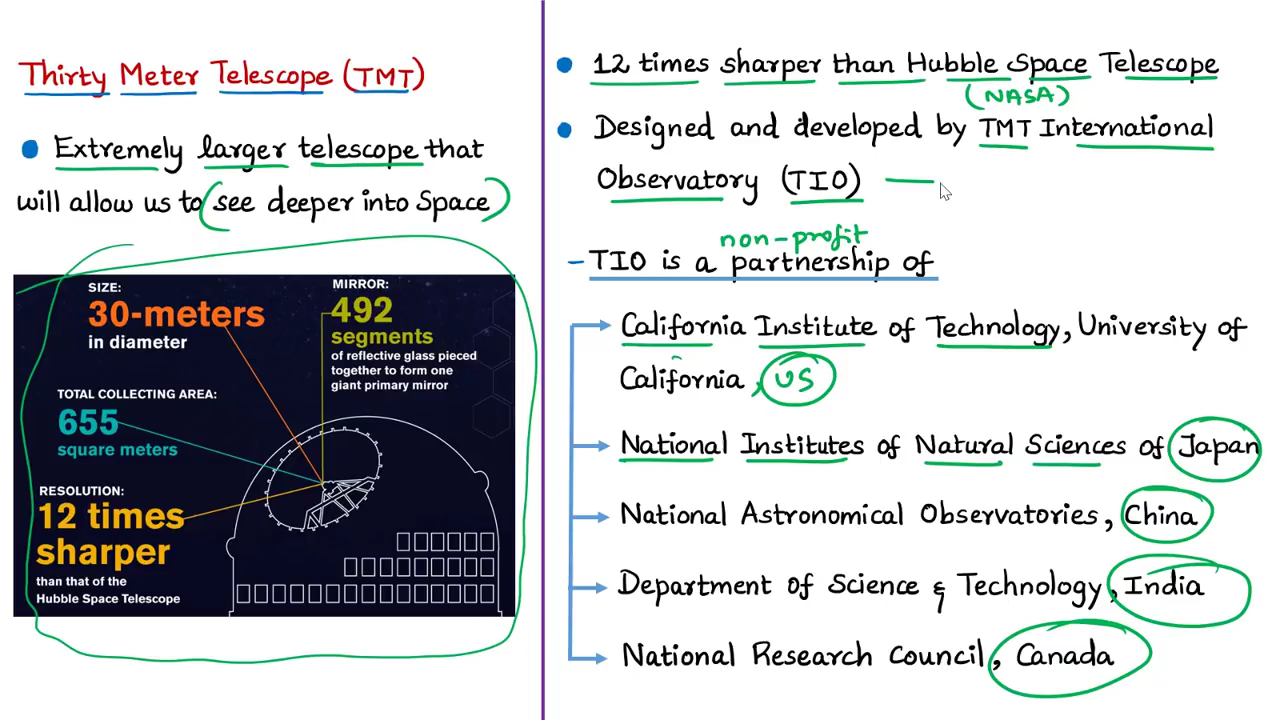 Thirty Meter Telescope (TMT)
Extremely larger telescope that
will allow us to (see deeper into Space)
SIZE:
30-meters
in diameter
MIRROR:
492
segments
of reflective glass pieced
together to form one
giant primary mirror
TOTAL COLLECTING AREA:
655
square meters
RESOLUTION:
12 times
sharper
than that of the
Hubble Space Telescope
12 times sharper than Hubble Space Telescope
(NASA)
Designed and developed by TMT International
Observatory (TIO) —
non-profit
- TIO is a partnership of
California Institute of Technology, University of
California, US
National Institutes of Natural Sciences of Japan
National Astronomical Observatories, China
Department of Science & Technology, India
National Research Council, Canada